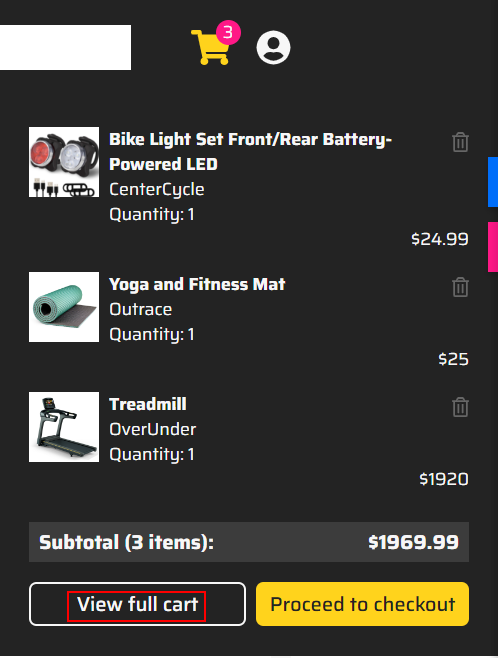 3
Bike Light Set Front/Rear Battery-
Powered LED
CenterCycle
Quantity: 1
$24.99
Yoga and Fitness Mat
Outrace
Quantity: 1
$25
Treadmill
OverUnder
Quantity: 1
$1920
Subtotal (3 items): $1969.99
View full cart Proceed to checkout